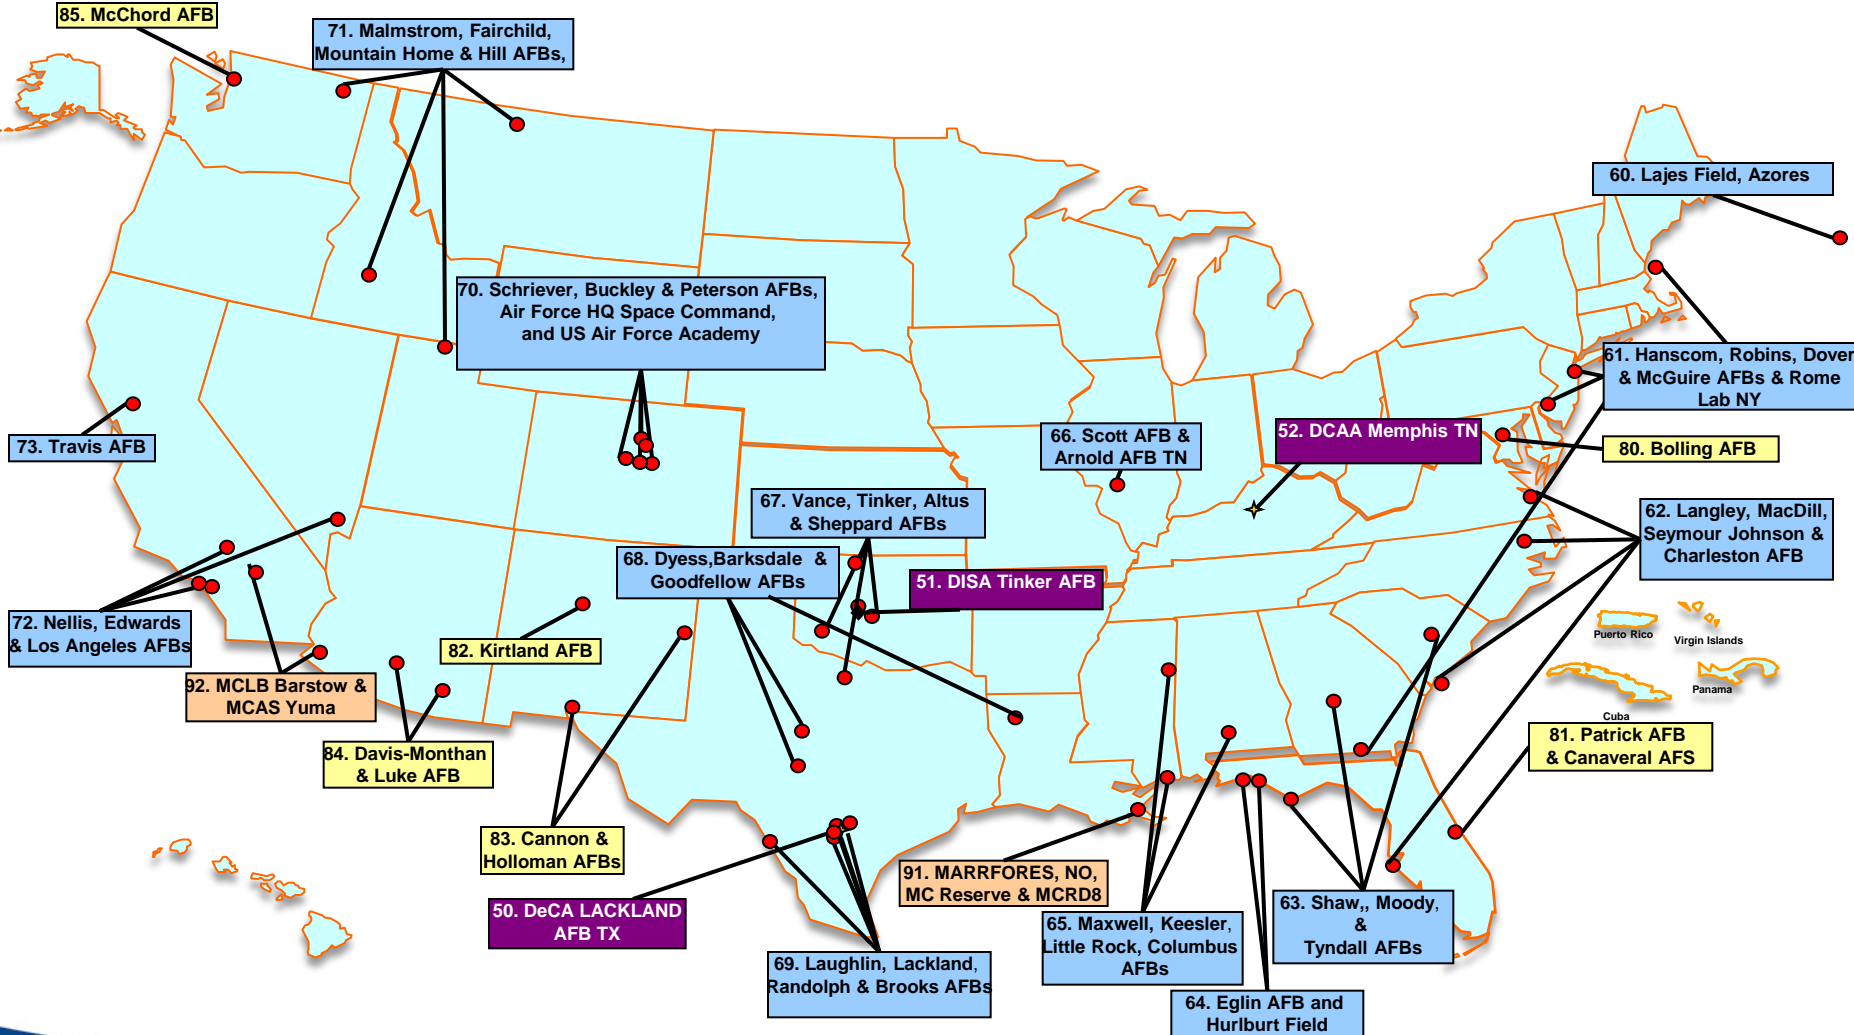 85. McChord AFB
71. Malmstrom, Fairchild,
Mountain Home & Hill AFBs,
60. Lajes Field, Azores
70. Schriever, Buckley & Peterson AFBs,
Air Force HQ Space Command,
and US Air Force Academy
61. Hanscom, Robins, Dover
& McGuire AFBs & Rome
Lab NY
73. Travis AFB
66. Scott AFB &
Arnold AFB TN
52. DCAA Memphis TN
80. Bolling AFB
67. Vance, Tinker, Altus
& Sheppard AFBs
62. Langley, MacDill,
Seymour Johnson &
Charleston AFB
68. Dyess,Barksdale &
Goodfellow AFBs
51. DISA Tinker AFB
72. Nellis, Edwards
& Los Angeles AFBs
82. Kirtland AFB
Puerto Rico
Virgin Islands
92. MCLB Barstow &
MCAS Yuma
Panama
Cuba
84. Davis-Monthan
& Luke AFB
81. Patrick AFB
& Canaveral AFS
83. Cannon &
Holloman AFBs
91. MARRFORES, NO,
MC Reserve & MCRD8
50. DeCA LACKLAND
AFB TX
65. Maxwell, Keesler,
Little Rock, Columbus
AFBs
63. Shaw,, Moody,
&
Tyndall AFBs
69. Laughlin, Lackland,
Randolph & Brooks AFBs
64. Eglin AFB and
Hurlburt Field